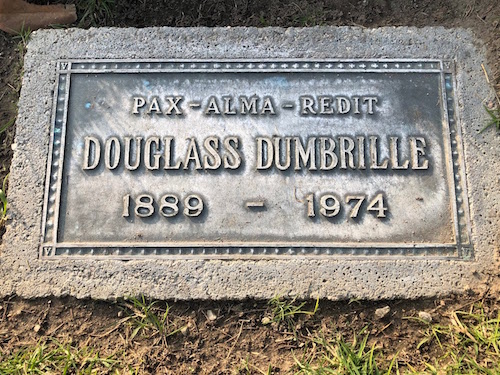 PAX - ALMA - REDIT
DOUGLASS DUMBRILLE
1889 - 1974